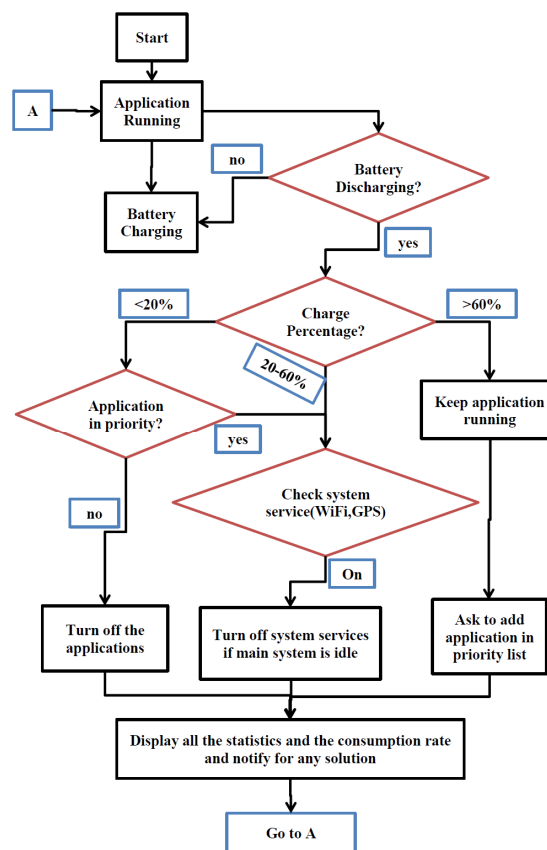 Start
A
Application
Running
no
Battery
Discharging?
Battery
Charging
yes
<20%
Charge
Percentage?
>60%
20-60%
Application
in priority?
yes
Keep application
running
Check system
service(WiFi,GPS)
no
On
Turn off the
applications
Turn off system services
if main system is idle
Ask to add
application in
priority list
Display all the statistics and the consumption rate
and notify for any solution
Go to A